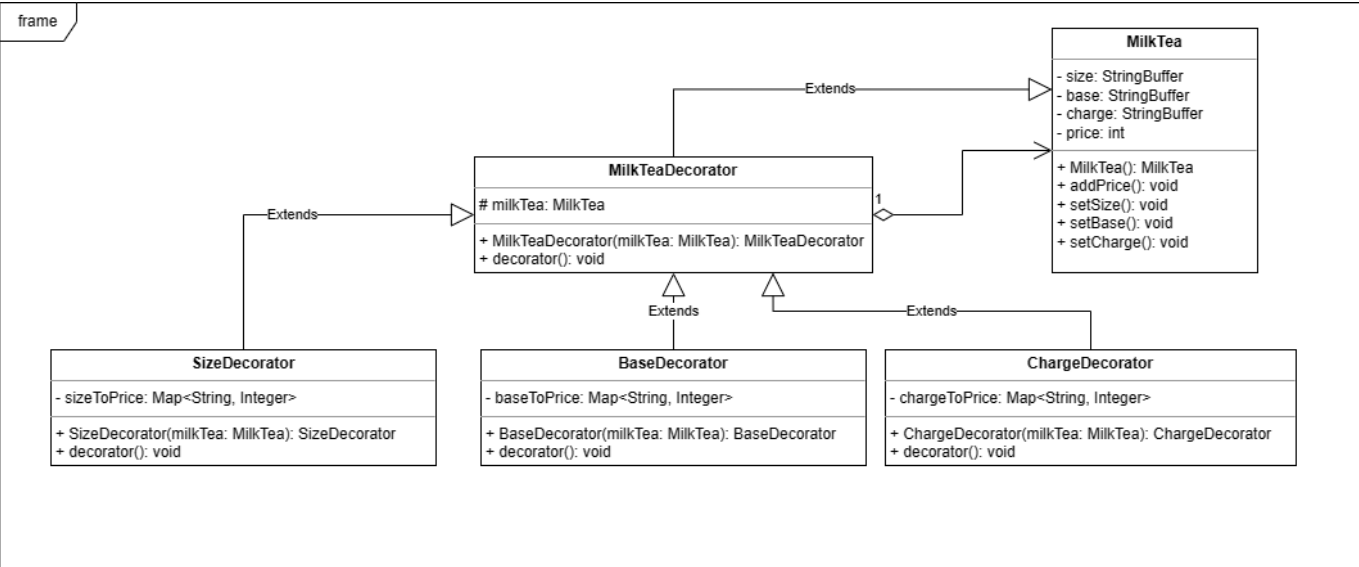 frame
MilkTea
- size: StringBuffer
- base: StringBuffer
- charge: StringBuffer
- price: int
+ MilkTea(): MilkTea
+ addPrice(): void
+ setSize(): void
+ setBase(): void
+ setCharge(): void
Extends
MilkTeaDecorator
# milkTea: MilkTea
+ MilkTeaDecorator(milkTea: MilkTea): MilkTeaDecorator
+ decorator(): void
1
Extends
Extends
Extends
SizeDecorator
- sizeToPrice: Map<String, Integer>
+ SizeDecorator(milkTea: MilkTea): SizeDecorator
+ decorator(): void
BaseDecorator
- baseToPrice: Map<String, Integer>
+ BaseDecorator(milkTea: MilkTea): BaseDecorator
+ decorator(): void
ChargeDecorator
- chargeToPrice: Map<String, Integer>
+ ChargeDecorator(milkTea: MilkTea): ChargeDecorator
+ decorator(): void